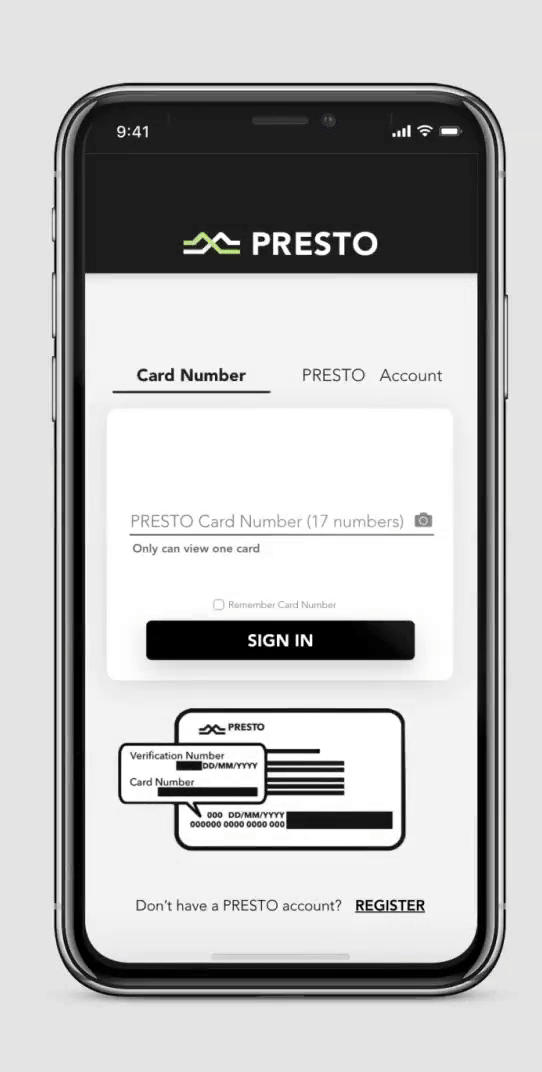 9:41
PRESTO
Card Number PRESTO Account
PRESTO Card Number (17 numbers)
Only can view one card
Remember Card Number
SIGN IN
PRESTO
Verification Number
DD/MM/YYYY
Card Number
000 DD/MM/YYYY
000000 0000 0000 000
Don't have a PRESTO account? REGISTER